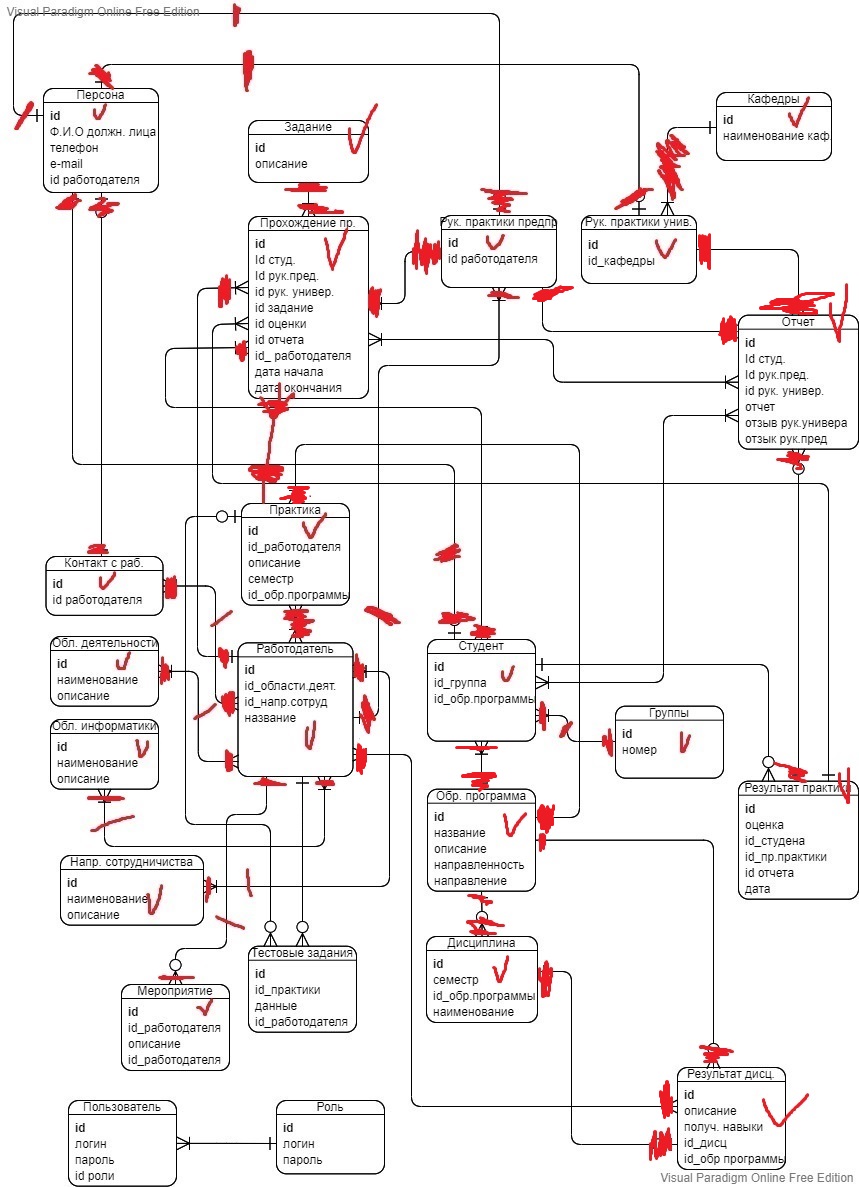 Visual Paradigm Online Free Edition
Персона
id
Ф.И.О должн. лица
телефон
e-mail
id работодателя
Задание
id
описание
Кафедры
id
наименование каф.
Прохождение пр.
id
Id студ.
Id рук.пред.
id рук. универ.
id задание
id оценки
id отчета
id_ работодателя
дата начала
дата окончания
Рук. практики предпр
id
id работодателя
Рук. практики унив.
id
id_кафедры
Отчет
id
Id студ.
Id рук.пред.
id рук. универ.
отчет
отзыв рук.универа
отзык рук.пред
Практика
id
id_работодателя
описание
семестр
id_обр.программы
Контакт с раб.
id
id работодателя
Обл. деятельности
id
наименование
описание
Работодатель
id
id_области.деят.
id_напр.сотруд
название
Студент
id
id_группа
id_обр.программы
Группы
id
номер
Обл. информатики
id
наименование
описание
Обр. программа
id
название
описание
направленность
направление
Результат практики
id
оценка
id_студена
id_пр.практики
id отчета
дата
Напр. сотрудничиства
id
наименование
описание
Дисциплина
id
семестр
id_обр.программы
наименование
Тестовые задания
id
id_практики
данные
id_работодателя
Мероприятие
id
id_работодателя
описание
id_работодателя
Результат дисц.
id
описание
получ. навыки
id_дисц
id_обр программы
Пользователь
id
логин
пароль
id роли
Роль
id
логин
пароль
Visual Paradigm Online Free Edition